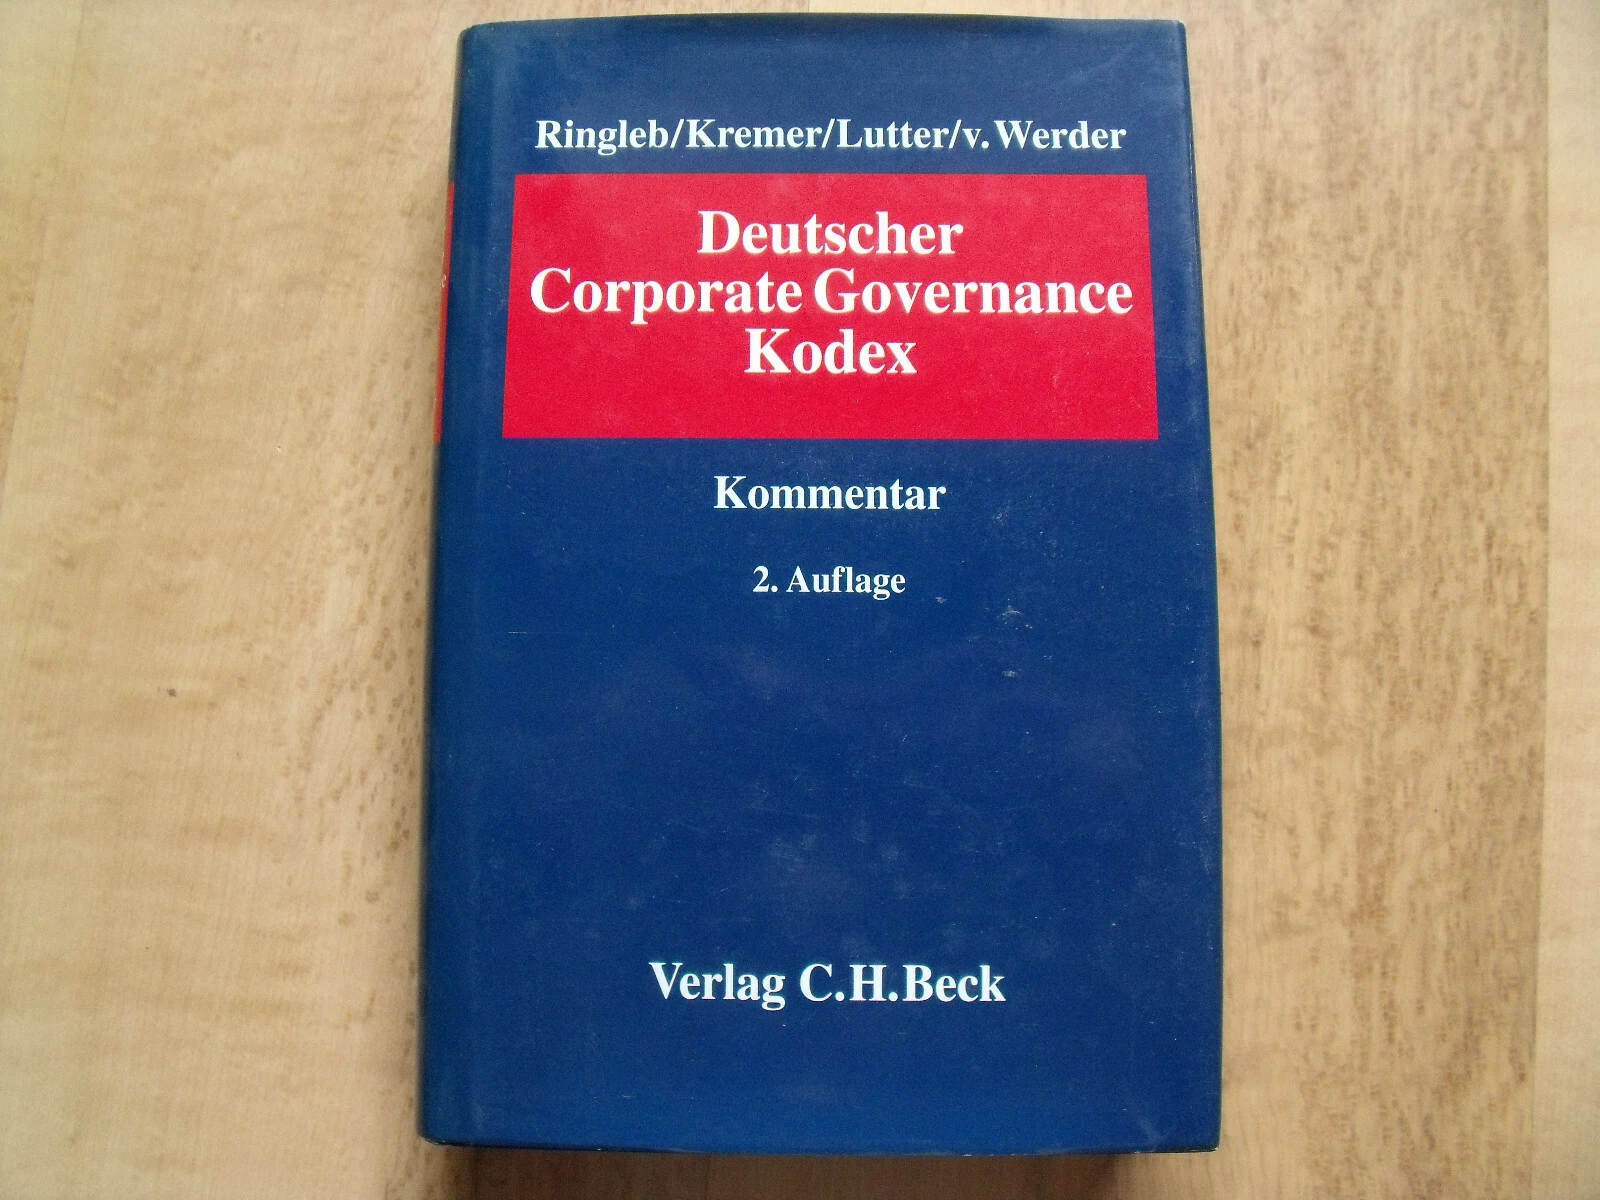 Ringleb/Kremer/Lutter/v. Werder
Deutscher
Corporate Governance
Kodex
Kommentar
2. Auflage
Verlag C.H.Beck